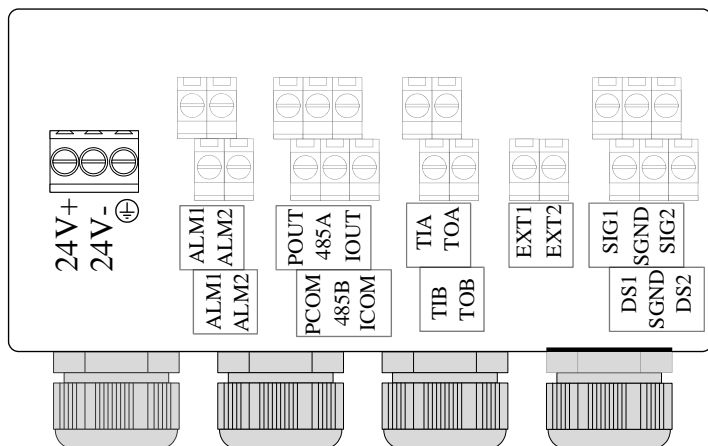 24V+
24V-
ALM1
ALM2
POUT
485A
IOUT
TIA
TOA
EXT1
EXT2
SIG1
SGND
SIG2
ALM1
ALM2
PCOM
485B
ICOM
TIB
TOB
DS1
SGND
DS2